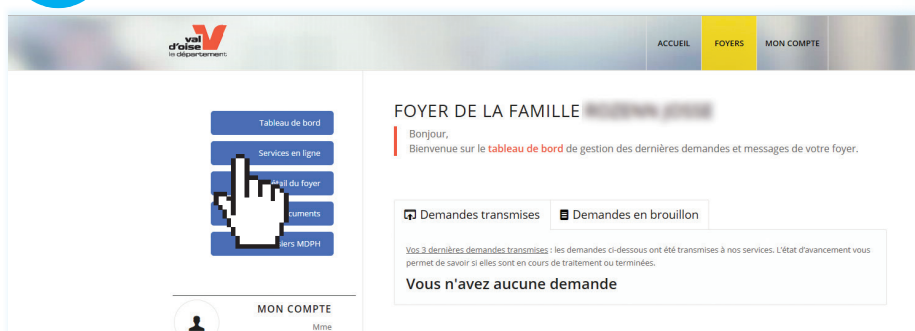 val
d'oise
le département
ACCUEIL FOYERS MON COMPTE
FOYER DE LA FAMILLE
Bonjour,
Bienvenue sur le tableau de bord de gestion des dernières demandes et messages de votre foyer.
Tableau de bord
Services en ligne
du foyer
MDPH
Demandes transmises Demandes en brouillon
Vos 3 dernières demandes transmises : les demandes ci-dessous ont été transmises à nos services. L'état d'avancement vous
permet de savoir si elles sont en cours de traitement ou terminées.
Vous n'avez aucune demande
MON COMPTE
Mme